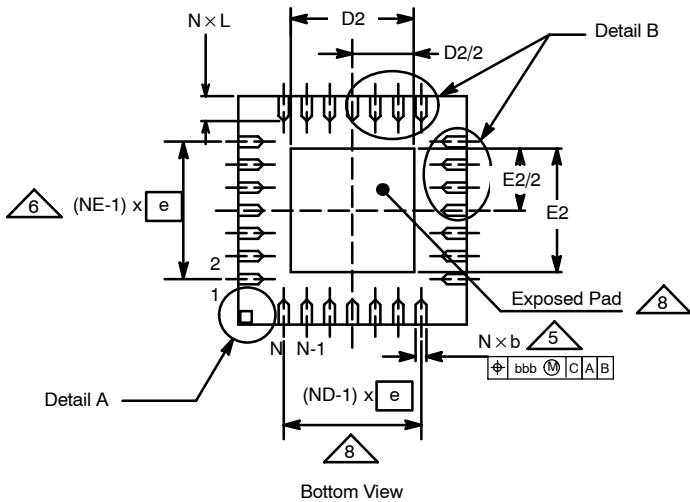 N×L
D2
D2/2
Detail B
E2/2
E2
6
(NE-1) x e
2
1
Exposed Pad
8
N
N-1
N×b
5
⌖ bbb Ⓜ C A B
Detail A
(ND-1) x e
8
Bottom View